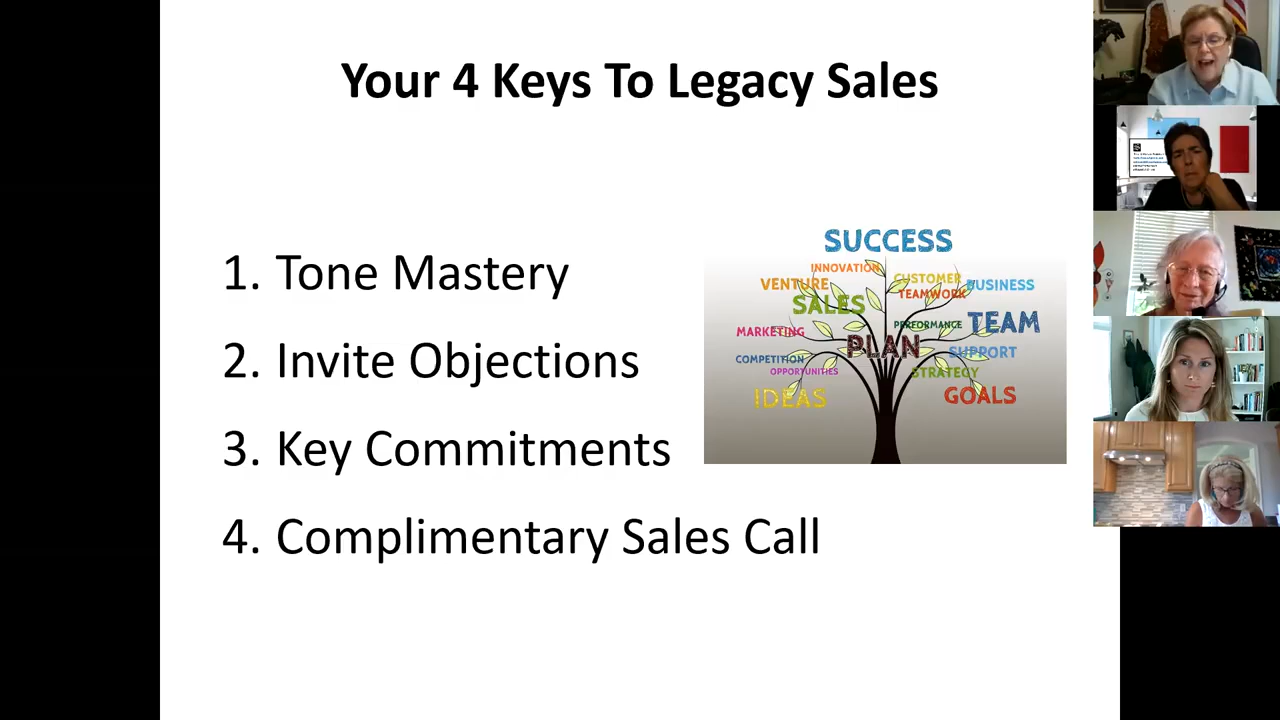 Your 4 Keys To Legacy Sales
1. Tone Mastery
2. Invite Objections
3. Key Commitments
4. Complimentary Sales Call
SUCCESS
INNOVATION
CUSTOMER
VENTURE
BUSINESS
TEAMWORK
SALES
TEAM
PERFORMANCE
MARKETING
PLAN
SUPPORT
COMPETITION
OPPORTUNITIES
STRATEGY
IDEAS
GOALS